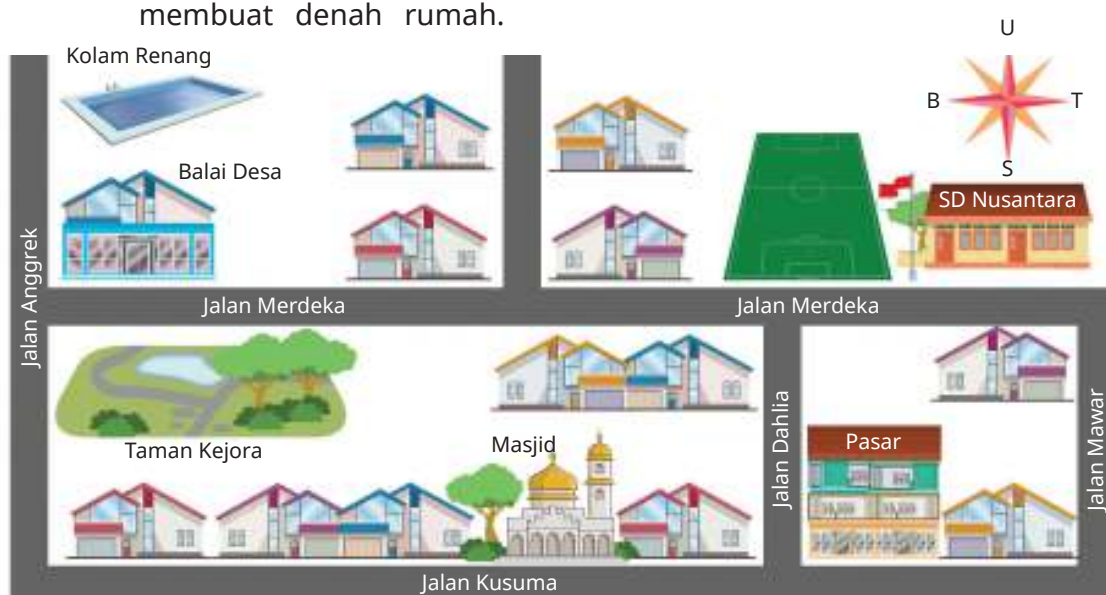 membuat denah rumah.
U
Kolam Renang
B
T
S
Balai Desa
SD Nusantara
Jalan Anggrek
Jalan Merdeka
Jalan Merdeka
Taman Kejora
Masjid
Jalan Dahlia
Pasar
Jalan Mawar
Jalan Kusuma